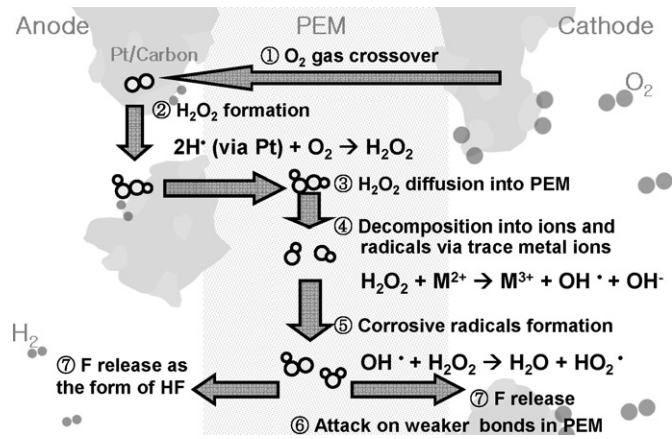 Anode
PEM
Cathode
Pt/Carbon
① O₂ gas crossover
O₂
② H₂O₂ formation
2H• (via Pt) + O₂ → H₂O₂
③ H₂O₂ diffusion into PEM
④ Decomposition into ions and
radicals via trace metal ions
H₂O₂ + M²⁺ → M³⁺ + OH • + OH⁻
H₂
⑤ Corrosive radicals formation
OH • + H₂O₂ → H₂O + HO₂•
⑦ F release as
the form of HF
⑦ F release
⑥ Attack on weaker bonds in PEM